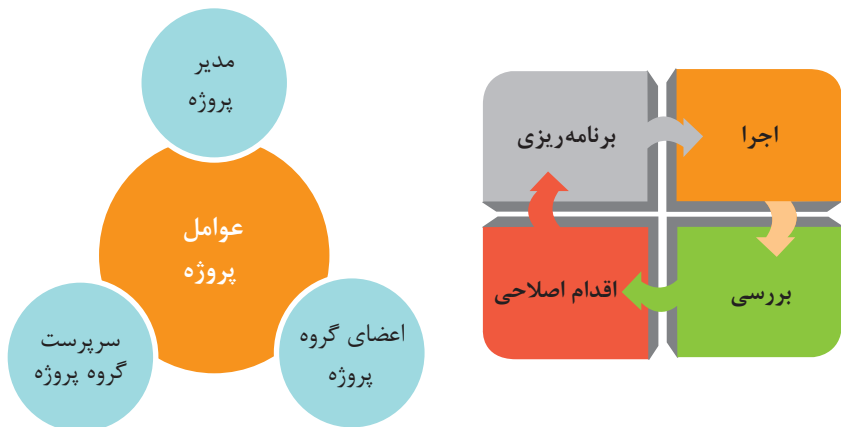 مدیر
پروژه
عوامل
پروژه
سرپرست
گروه پروژه
اعضای گروه
پروژه
برنامه‌ریزی
اجرا
بررسی
اقدام اصلاحی